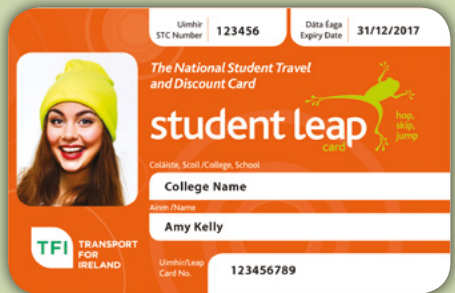 Uimhir
STC Number
123456
Dáta Éaga
Expiry Date
31/12/2017
The National Student Travel
and Discount Card
student leap
card
hop,
skip,
jump
Coláiste, Scoil /College, School
College Name
Ainm /Name
Amy Kelly
TFI
TRANSPORT
FOR
IRELAND
Uimhir/Leap
Card No.
123456789